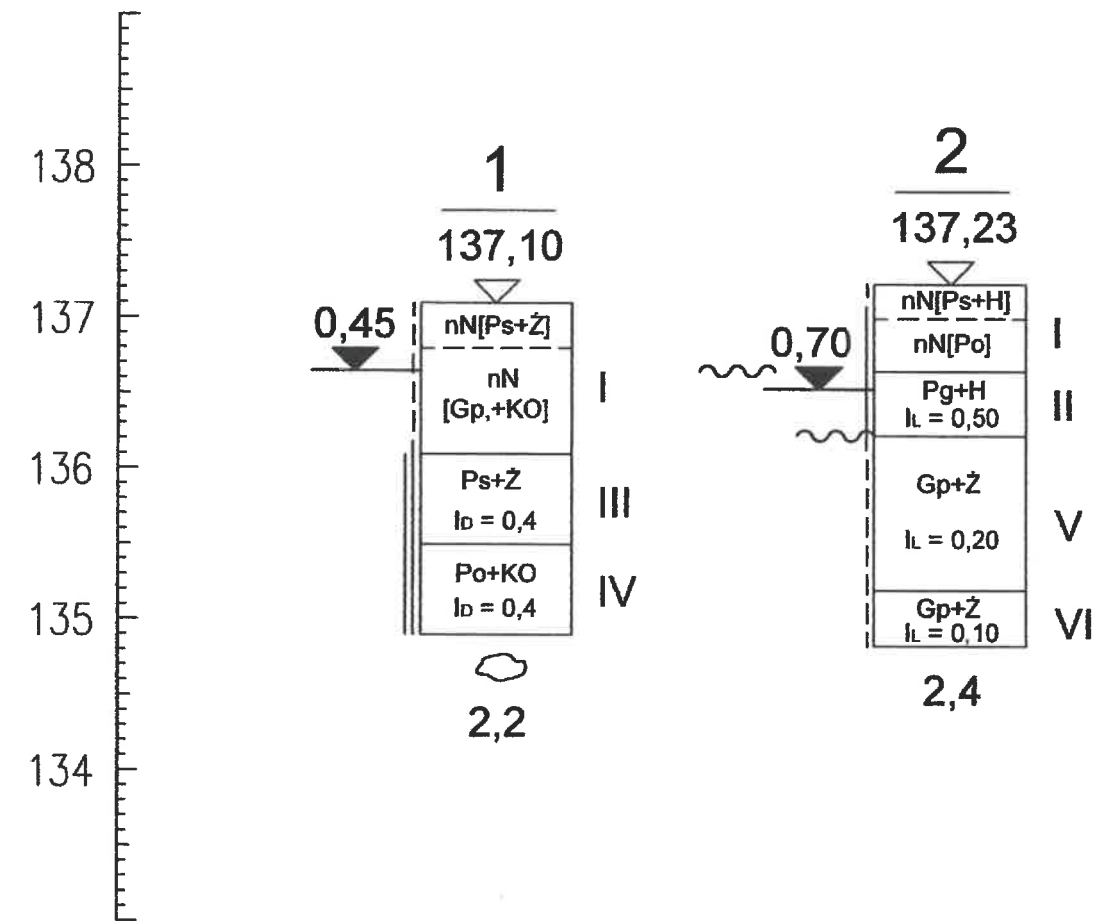 138
137
136
135
134
1
137,10
0,45
nN[Ps+Ż]
nN
[Gp,+KO]
I
Ps+Ż
ID = 0,4
III
Po+KO
ID = 0,4
IV
2,2
2
137,23
0,70
nN[Ps+H]
nN[Po]
I
Pg+H
IL = 0,50
II
Gp+Ż
IL = 0,20
V
Gp+Ż
IL = 0,10
VI
2,4